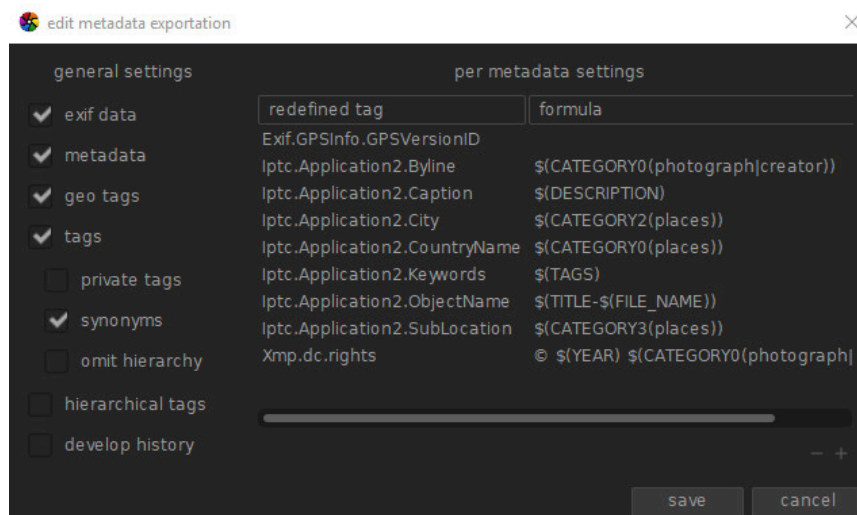 edit metadata exportation
general settings
per metadata settings
exif data
metadata
geo tags
tags
private tags
synonyms
omit hierarchy
hierarchical tags
develop history
redefined tag formula
Exif.GPSInfo.GPSVersionID
Iptc.Application2.Byline $(CATEGORY0(photograph|creator))
Iptc.Application2.Caption $(DESCRIPTION)
Iptc.Application2.City $(CATEGORY2(places))
Iptc.Application2.CountryName $(CATEGORY0(places))
Iptc.Application2.Keywords $(TAGS)
Iptc.Application2.ObjectName $(TITLE-$(FILE_NAME))
Iptc.Application2.SubLocation $(CATEGORY3(places))
Xmp.dc.rights © $(YEAR) $(CATEGORY0(photograph|
save cancel